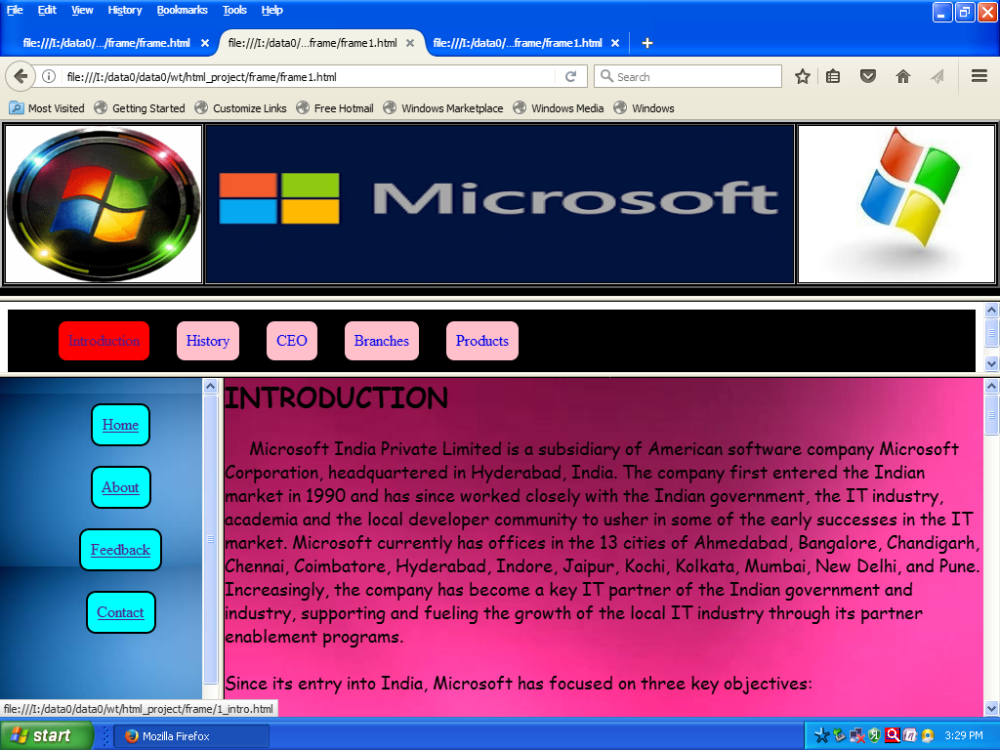 File Edit View History Bookmarks Tools Help
file:///I:/data0/.../frame/frame.html × file:///I:/data0/...frame/frame1.html × file:///I:/data0/...frame/frame1.html × +
file:///I:/data0/data0/wt/html_project/frame/frame1.html Search
Most Visited Getting Started Customize Links Free Hotmail Windows Marketplace Windows Media Windows
Microsoft
Introduction History CEO Branches Products
Home
About
Feedback
Contact
INTRODUCTION
Microsoft India Private Limited is a subsidiary of American software company Microsoft
Corporation, headquartered in Hyderabad, India. The company first entered the Indian
market in 1990 and has since worked closely with the Indian government, the IT industry,
academia and the local developer community to usher in some of the early successes in the IT
market. Microsoft currently has offices in the 13 cities of Ahmedabad, Bangalore, Chandigarh,
Chennai, Coimbatore, Hyderabad, Indore, Jaipur, Kochi, Kolkata, Mumbai, New Delhi, and Pune.
Increasingly, the company has become a key IT partner of the Indian government and
industry, supporting and fueling the growth of the local IT industry through its partner
enablement programs.
Since its entry into India, Microsoft has focused on three key objectives:
file:///I:/data0/data0/wt/html_project/frame/1_intro.html
start Mozilla Firefox 3:29 PM